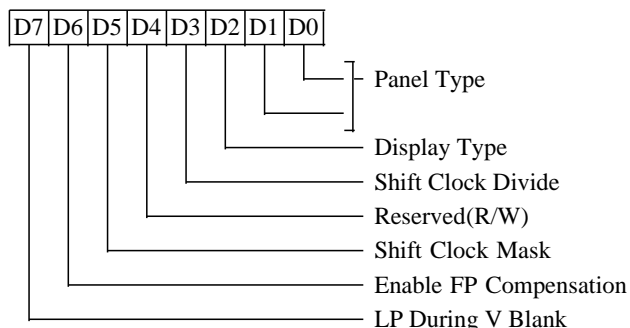 D7 D6 D5 D4 D3 D2 D1 D0
Panel Type
Display Type
Shift Clock Divide
Reserved(R/W)
Shift Clock Mask
Enable FP Compensation
LP During V Blank